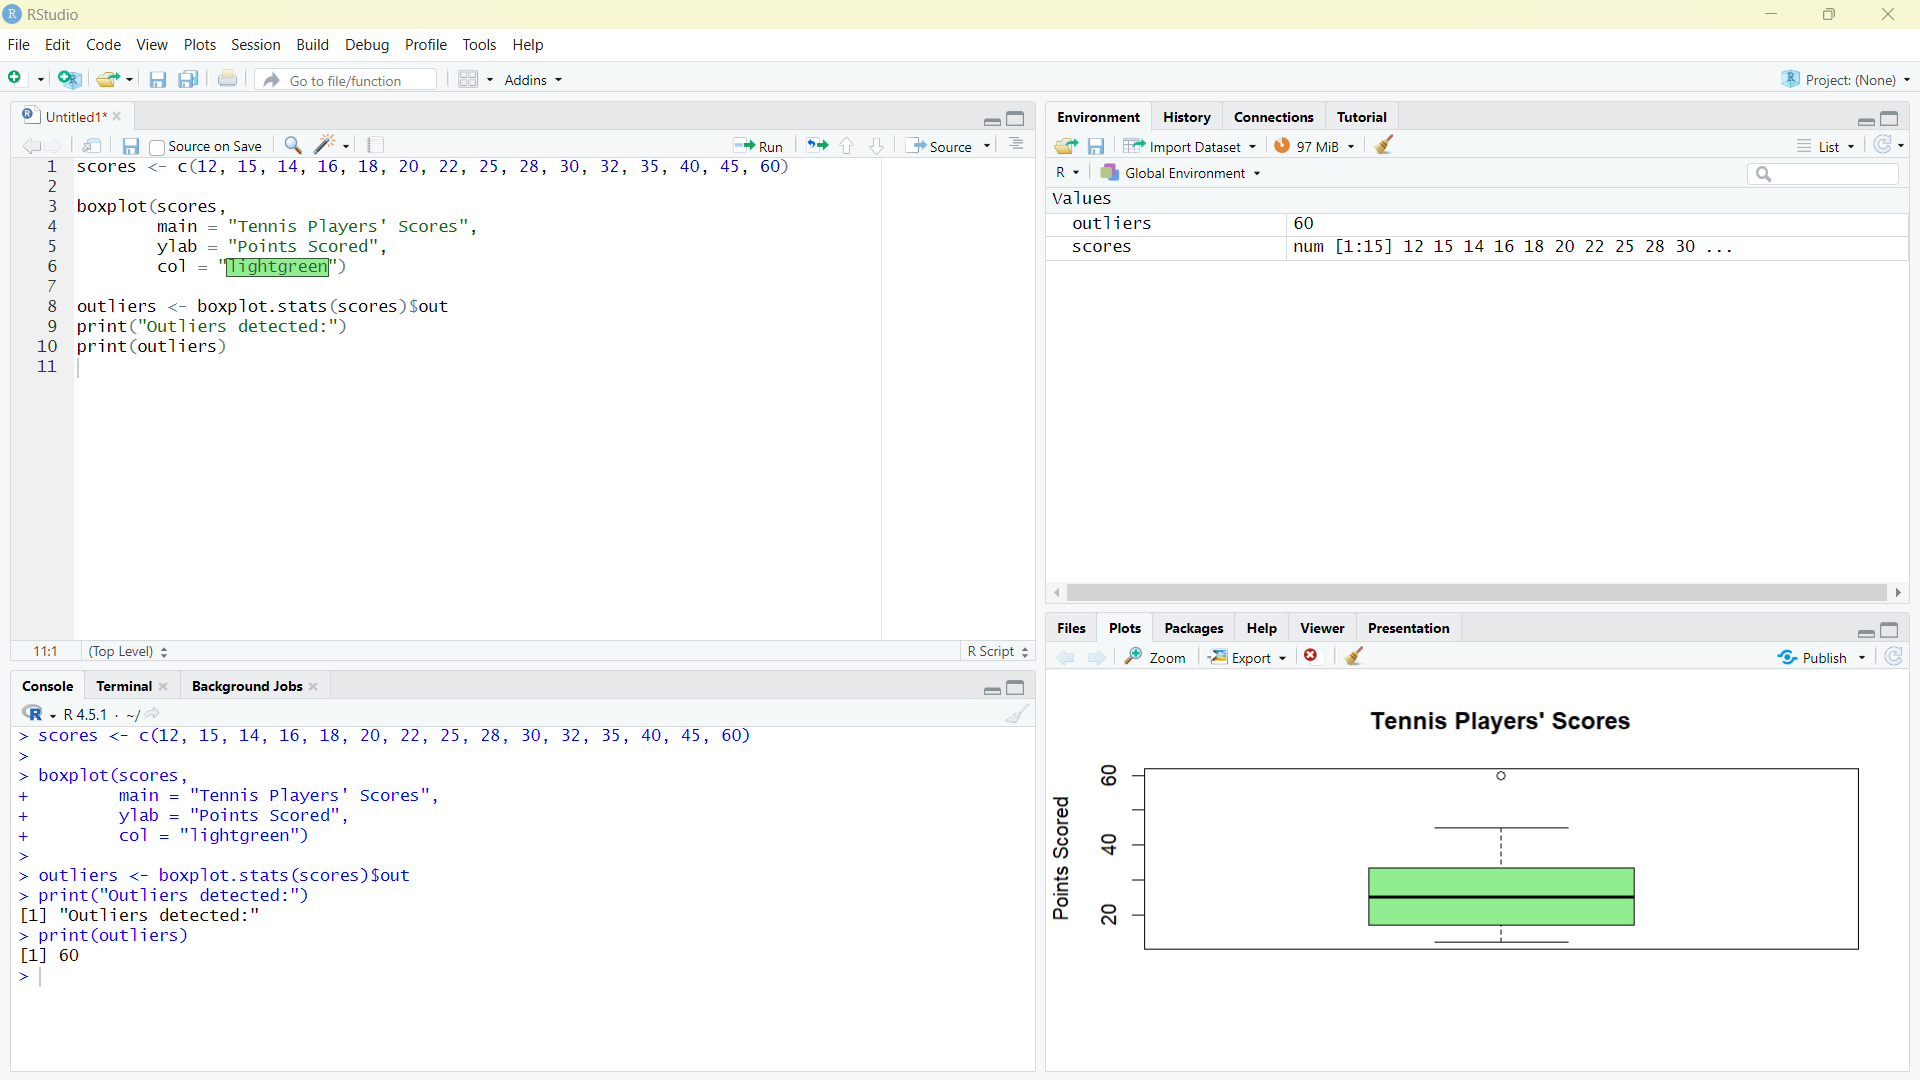 RStudio
File Edit Code View Plots Session Build Debug Profile Tools Help
Go to file/function Addins Project: (None)
Untitled1*
Source on Save Run Source
1 scores <- c(12, 15, 14, 16, 18, 20, 22, 25, 28, 30, 32, 35, 40, 45, 60)
2
3 boxplot(scores,
4 main = "Tennis Players' Scores",
5 ylab = "Points Scored",
6 col = "lightgreen")
7
8 outliers <- boxplot.stats(scores)$out
9 print("Outliers detected:")
10 print(outliers)
11
11:1 (Top Level) R Script
Console Terminal Background Jobs
R 4.5.1 · ~/
> scores <- c(12, 15, 14, 16, 18, 20, 22, 25, 28, 30, 32, 35, 40, 45, 60)
>
> boxplot(scores,
+ main = "Tennis Players' Scores",
+ ylab = "Points Scored",
+ col = "lightgreen")
>
> outliers <- boxplot.stats(scores)$out
> print("Outliers detected:")
[1] "Outliers detected:"
> print(outliers)
[1] 60
>
Environment History Connections Tutorial
Import Dataset 97 MiB List
R Global Environment
Values
outliers 60
scores num [1:15] 12 15 14 16 18 20 22 25 28 30 ...
Files Plots Packages Help Viewer Presentation
Zoom Export Publish
Tennis Players' Scores
Points Scored
60
40
20